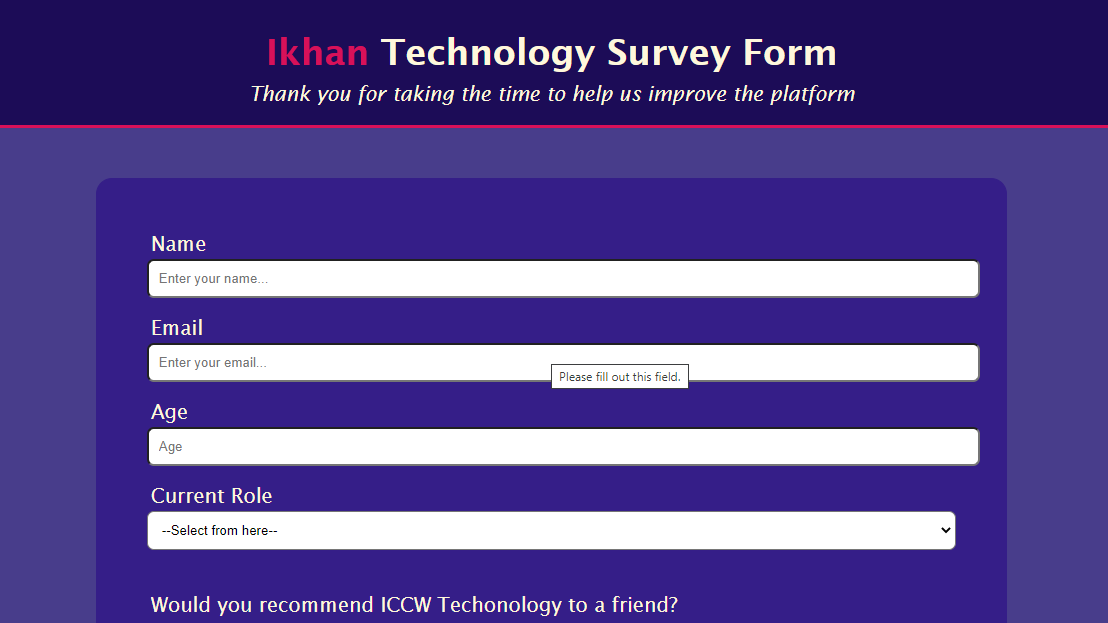 Ikhan Technology Survey Form
Thank you for taking the time to help us improve the platform
Name
Enter your name...
Email
Enter your email...
Please fill out this field.
Age
Age
Current Role
--Select from here--
Would you recommend ICCW Techonology to a friend?